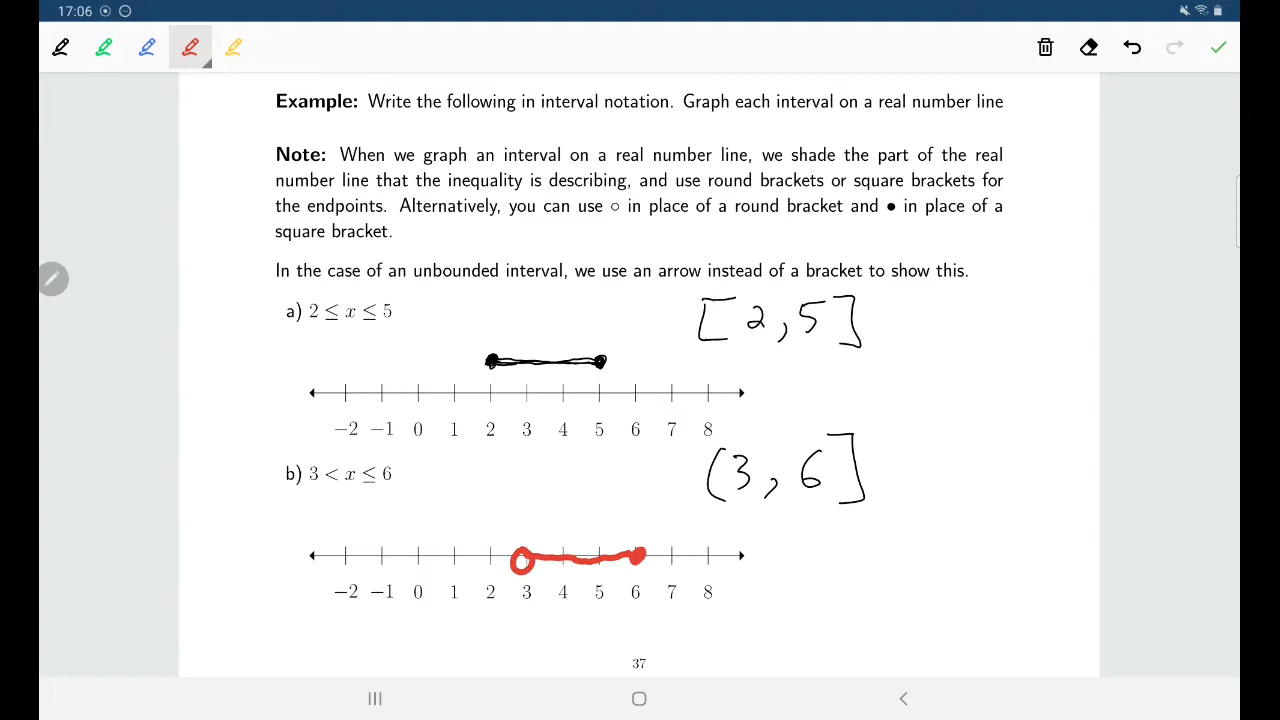 17:06
Example: Write the following in interval notation. Graph each interval on a real number line
Note: When we graph an interval on a real number line, we shade the part of the real
number line that the inequality is describing, and use round brackets or square brackets for
the endpoints. Alternatively, you can use ○ in place of a round bracket and ● in place of a
square bracket.
In the case of an unbounded interval, we use an arrow instead of a bracket to show this.
a) 2 ≤ x ≤ 5
[2,5]
−2 −1 0 1 2 3 4 5 6 7 8
b) 3 < x ≤ 6
(3,6]
−2 −1 0 1 2 3 4 5 6 7 8
37